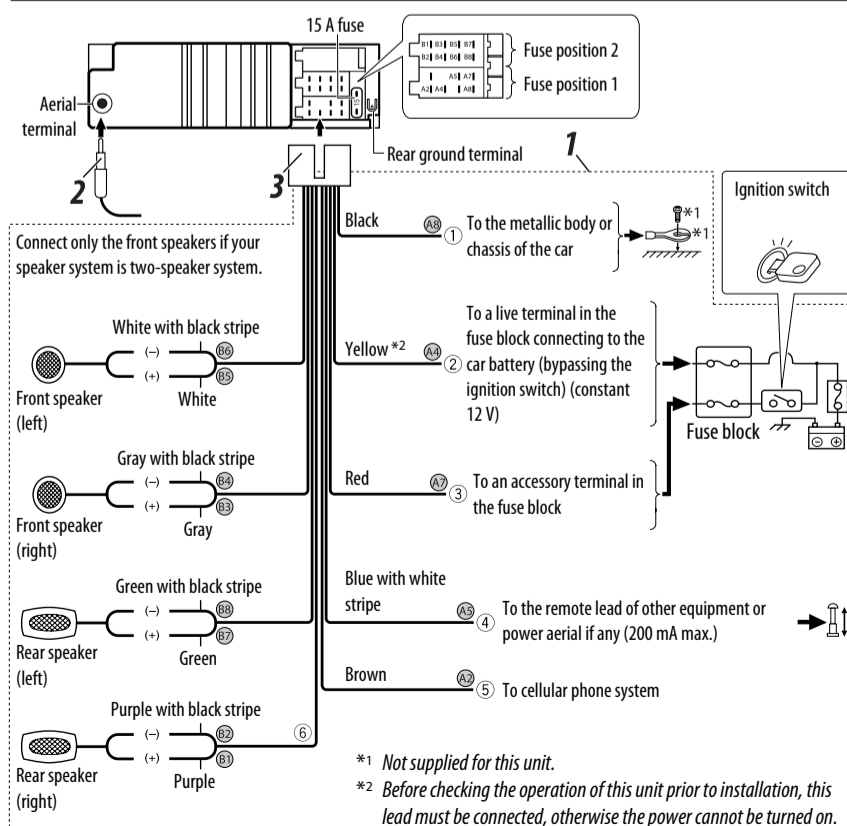 15 A fuse
B1 B3 B5 B7
B2 B4 B6 B8
A5 A7
A2 A4 A8
Fuse position 2
Fuse position 1
15
Aerial
terminal
Rear ground terminal
1
2
3
Ignition switch
Connect only the front speakers if your
speaker system is two-speaker system.
Black
A8
① To the metallic body or
chassis of the car
*1
*1
White with black stripe
(–)
B6
(+)
B5
White
Front speaker
(left)
Yellow *2
A4
② To a live terminal in the
fuse block connecting to the
car battery (bypassing the
ignition switch) (constant
12 V)
Fuse block
Gray with black stripe
(–)
B4
(+)
B3
Gray
Front speaker
(right)
Red
A7
③ To an accessory terminal in
the fuse block
Green with black stripe
(–)
B8
(+)
B7
Green
Rear speaker
(left)
Blue with white
stripe
A5
④ To the remote lead of other equipment or
power aerial if any (200 mA max.)
Brown
A2
⑤ To cellular phone system
Purple with black stripe
(–)
B2
(+)
B1
Purple
⑥
Rear speaker
(right)
*1 Not supplied for this unit.
*2 Before checking the operation of this unit prior to installation, this
lead must be connected, otherwise the power cannot be turned on.